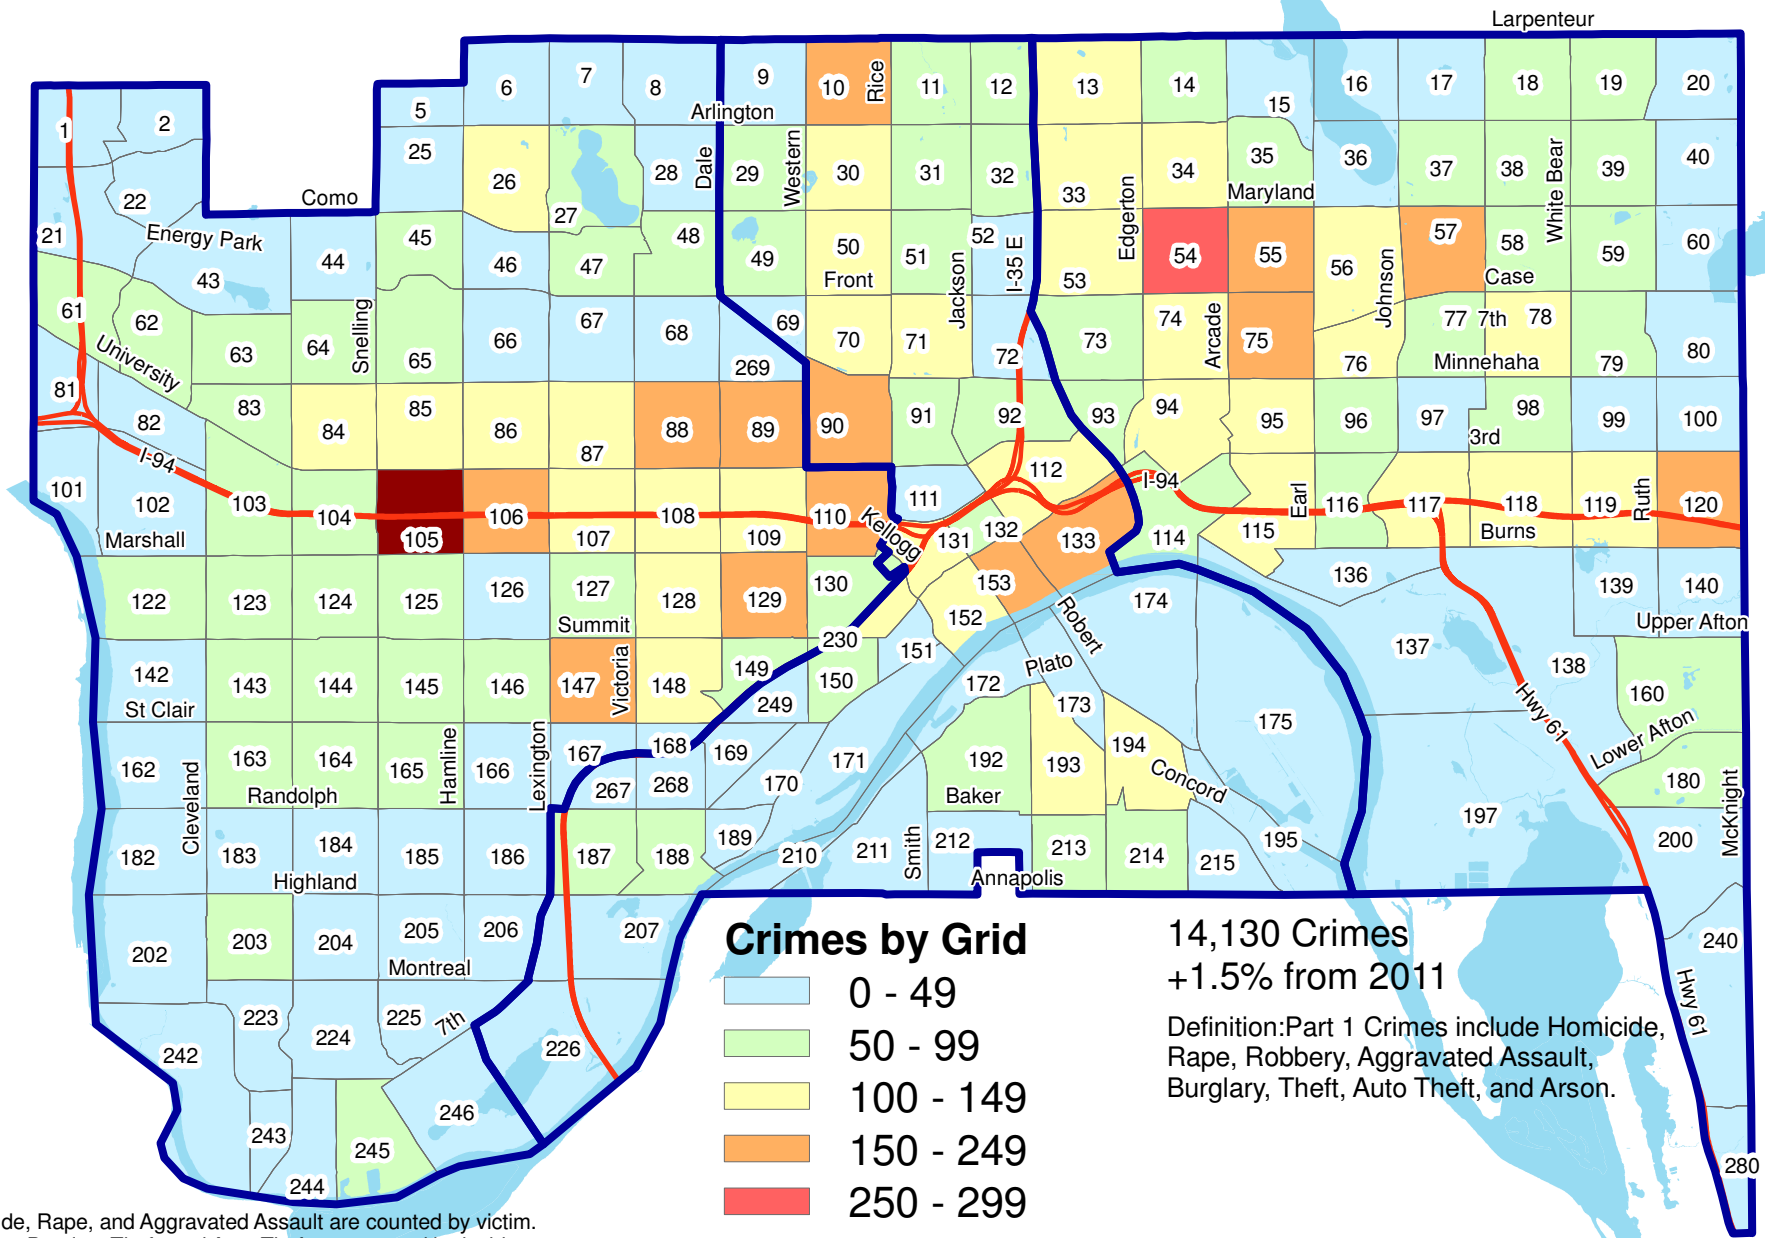 Larpenteur
6 7 8 9 10 Rice 11 12 13 14 15 16 17 18 19 20
1 2 5 Arlington
25 26 27 28 Dale 29 Western 30 31 32 33 34 35 36 37 38 White Bear 39 40
22 Como Edgerton Maryland
21 Energy Park 43 44 45 46 47 48 49 50 51 52 53 54 55 56 57 58 59 60
Front Jackson I-35 E Johnson Case
61 62 63 64 Snelling 65 66 67 68 69 70 71 72 73 74 Arcade 75 76 77 7th 78 79 80
University 269 Minnehaha
81 82 83 84 85 86 87 88 89 90 91 92 93 94 95 96 97 98 99 100
3rd
I-94 112 I-94
101 102 103 104 105 106 107 108 109 110 111 Kellogg 131 132 133 114 115 Earl 116 117 118 119 Ruth 120
Marshall Burns
122 123 124 125 126 127 128 129 130 153 152 Robert 174 136 139 140
Summit 230 Upper Afton
142 143 144 145 146 147 Victoria 148 149 150 151 Plato 137 138 160
St Clair 249 172 173 175 Hwy 61 Lower Afton
162 Cleveland 163 164 165 Hamline 166 Lexington 167 168 169 170 171 192 193 194 Concord 180 McKnight
Randolph 267 268 Baker 197
182 183 184 185 186 187 188 189 210 211 Smith 212 213 214 215 195 200
Highland Annapolis
202 203 204 205 206 207 240
Montreal
223 224 225 7th 226 Hwy 61
242 243 244 245 246 280
Crimes by Grid
0 - 49
50 - 99
100 - 149
150 - 249
250 - 299
14,130 Crimes
+1.5% from 2011
Definition:Part 1 Crimes include Homicide,
Rape, Robbery, Aggravated Assault,
Burglary, Theft, Auto Theft, and Arson.
de, Rape, and Aggravated Assault are counted by victim.